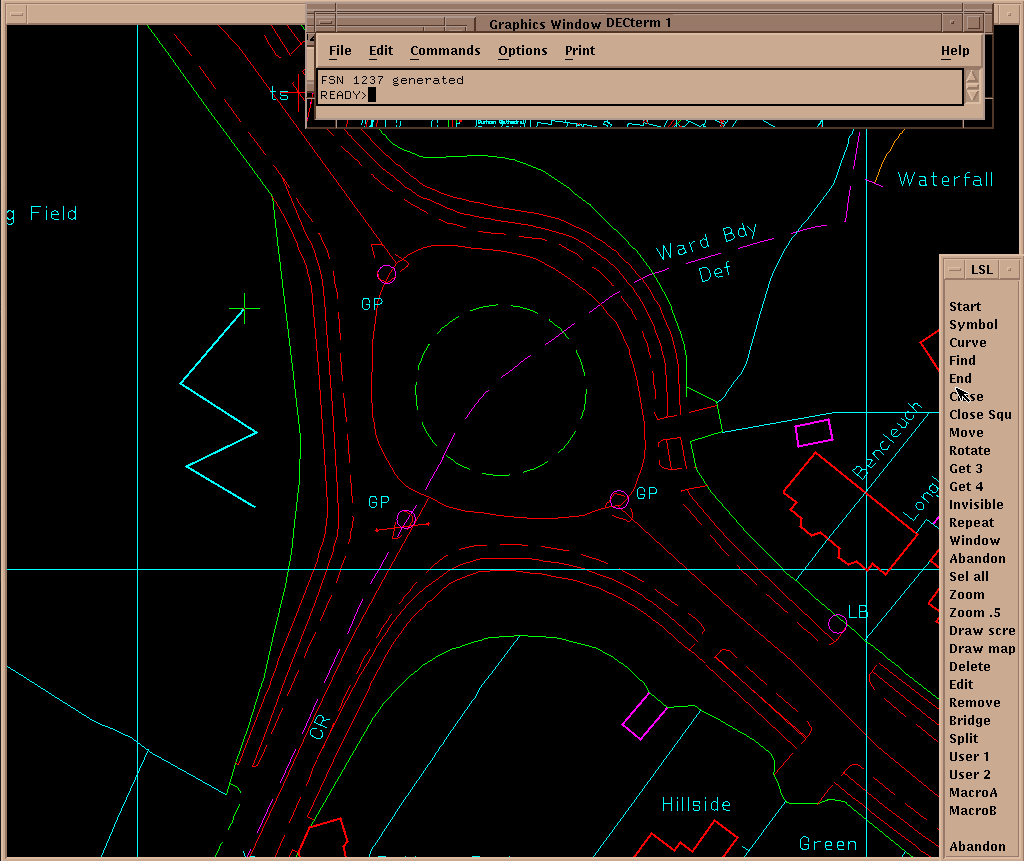 Graphics Window DECterm 1
File Edit Commands Options Print Help
FSN 1237 generated
READY>
ts
Durham Cathedral
Waterfall
g Field
Ward Bdy
Def
GP
GP
GP
LB
CR
Bencleuch
Hillside
Green
LSL
Start
Symbol
Curve
Find
End
Close
Close Squ
Move
Rotate
Get 3
Get 4
Invisible
Repeat
Window
Abandon
Sel all
Zoom
Zoom .5
Draw scre
Draw map
Delete
Edit
Remove
Bridge
Split
User 1
User 2
MacroA
MacroB
Abandon